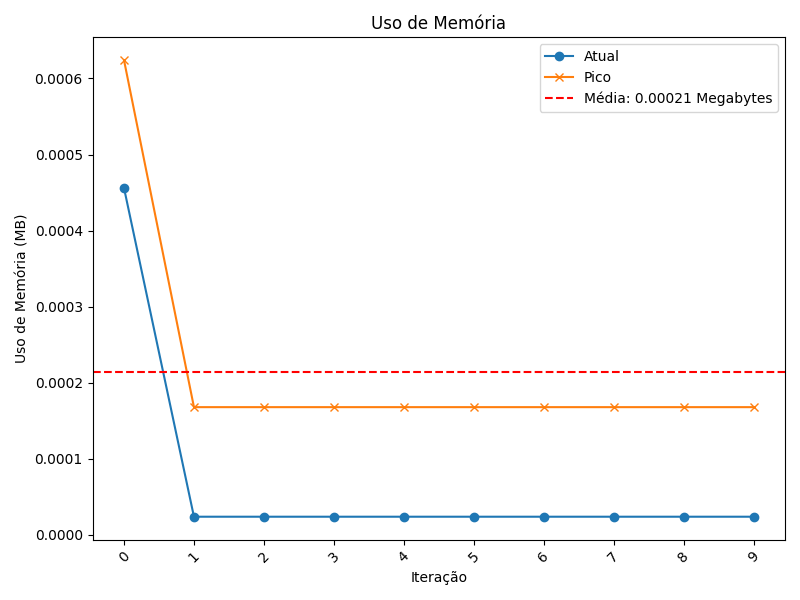 Uso de Memória
Atual
Pico
Média: 0.00021 Megabytes
Uso de Memória (MB)
0.0006
0.0005
0.0004
0.0003
0.0002
0.0001
0.0000
0 1 2 3 4 5 6 7 8 9
Iteração